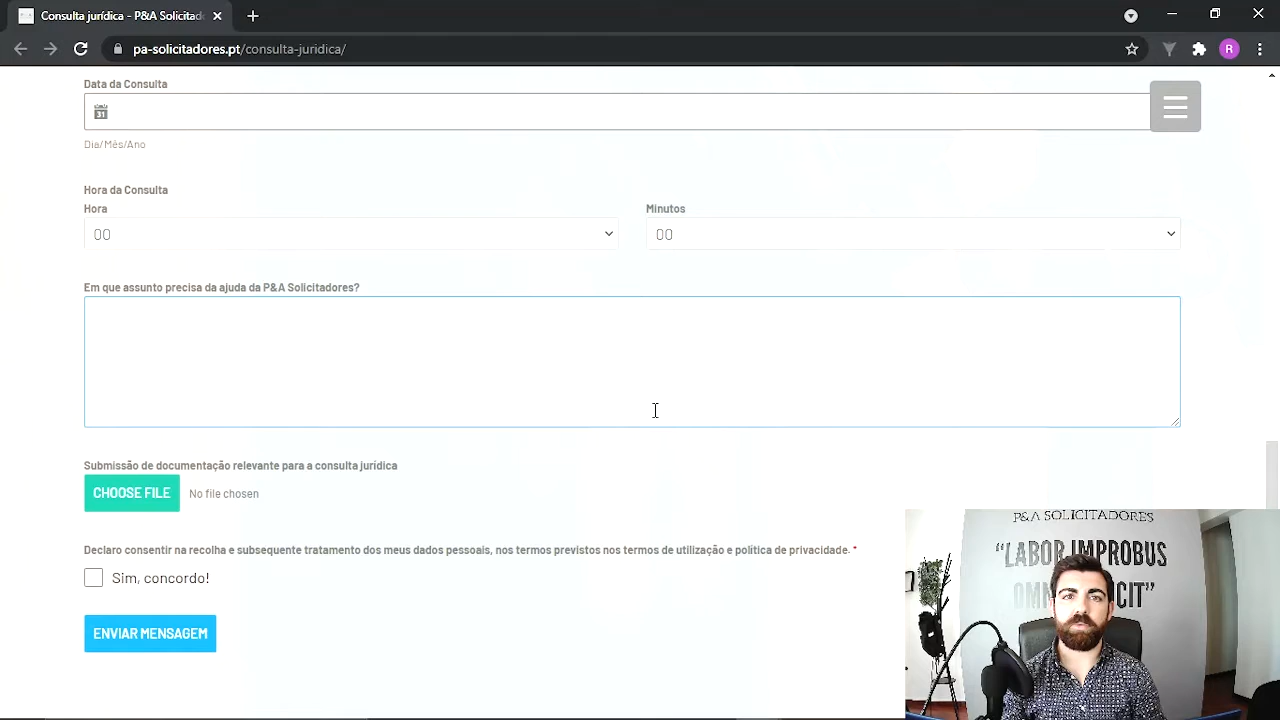 Consulta jurídica - P&A Solicitado
pa-solicitadores.pt/consulta-juridica/
R
Data da Consulta
31
Dia/Mês/Ano
Hora da Consulta
Hora
Minutos
00
00
Em que assunto precisa da ajuda da P&A Solicitadores?
Submissão de documentação relevante para a consulta jurídica
CHOOSE FILE No file chosen
Declaro consentir na recolha e subsequente tratamento dos meus dados pessoais, nos termos previstos nos termos de utilização e política de privacidade. *
Sim, concordo!
ENVIAR MENSAGEM
P&A SOLICITADORES
"LABOR IMPROBUS